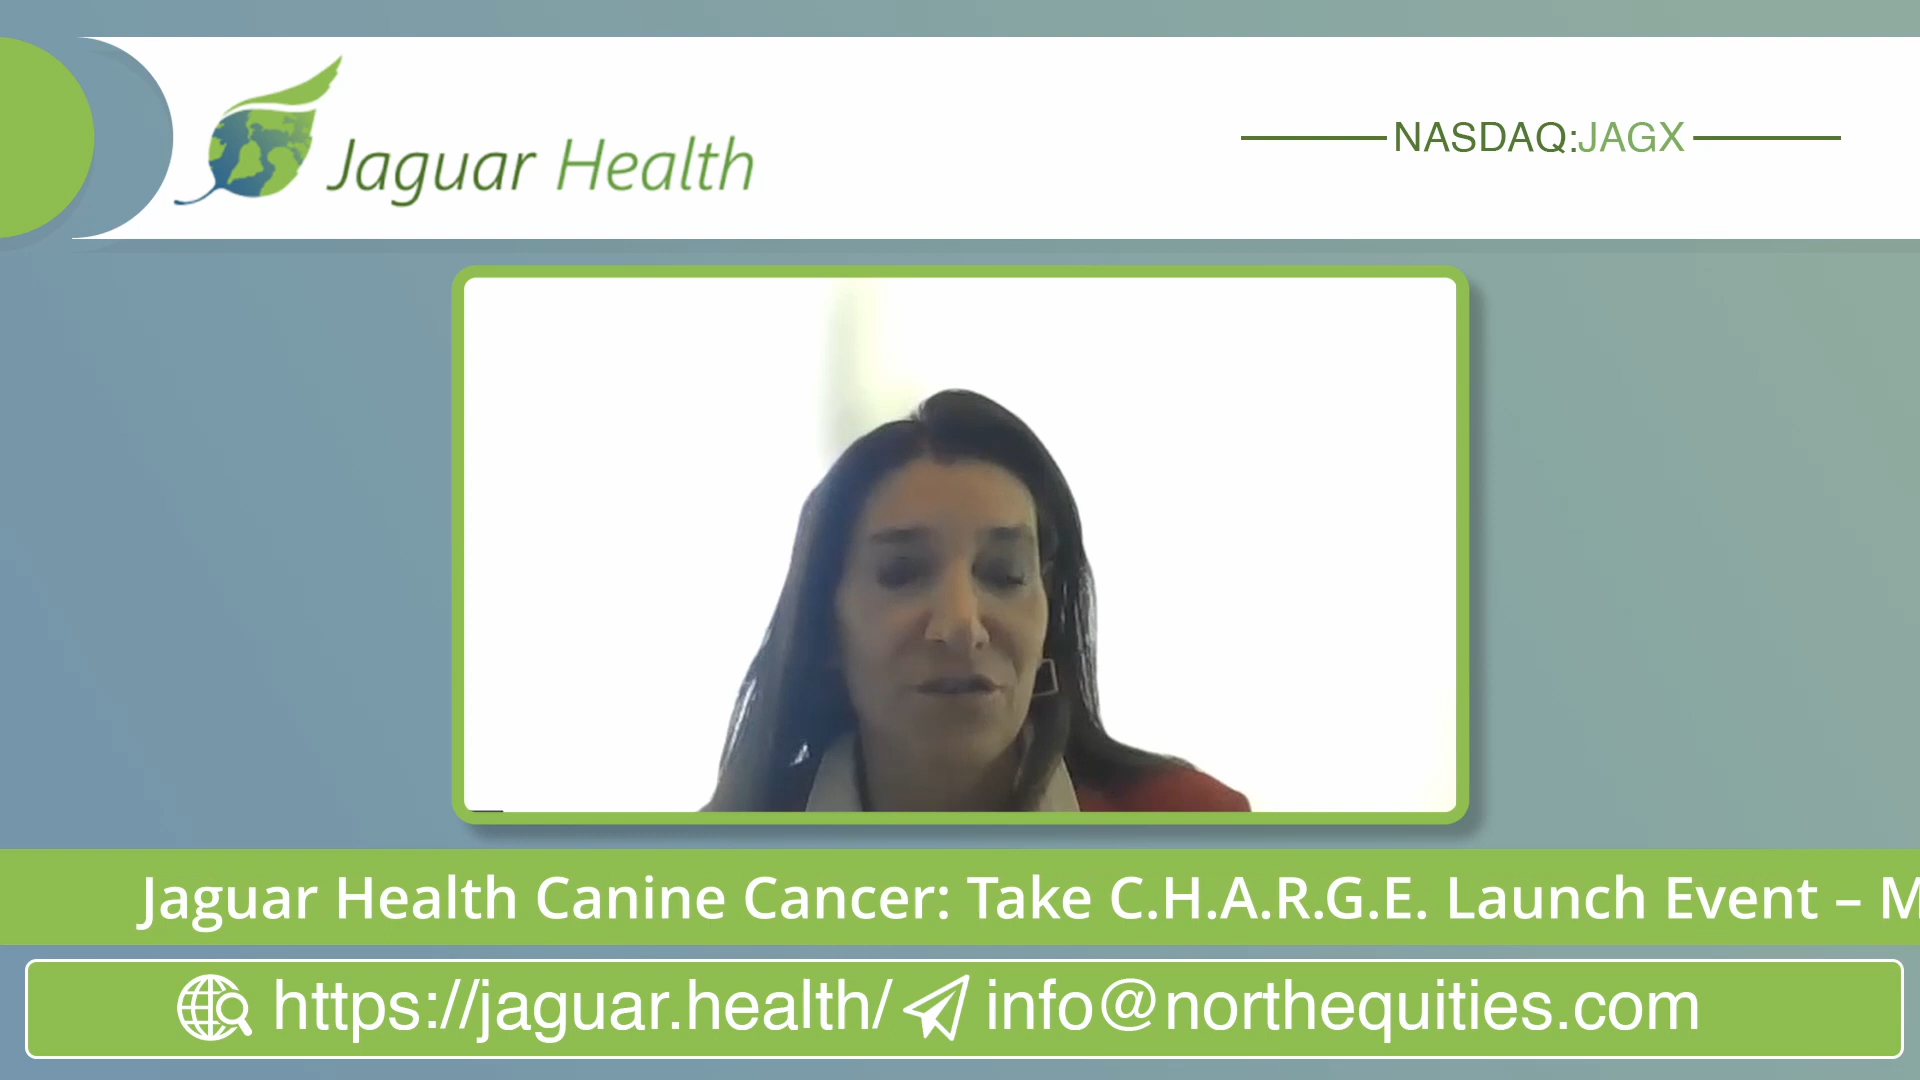 Jaguar Health
NASDAQ:JAGX
Jaguar Health Canine Cancer: Take C.H.A.R.G.E. Launch Event –
https://jaguar.health/ info@northequities.com